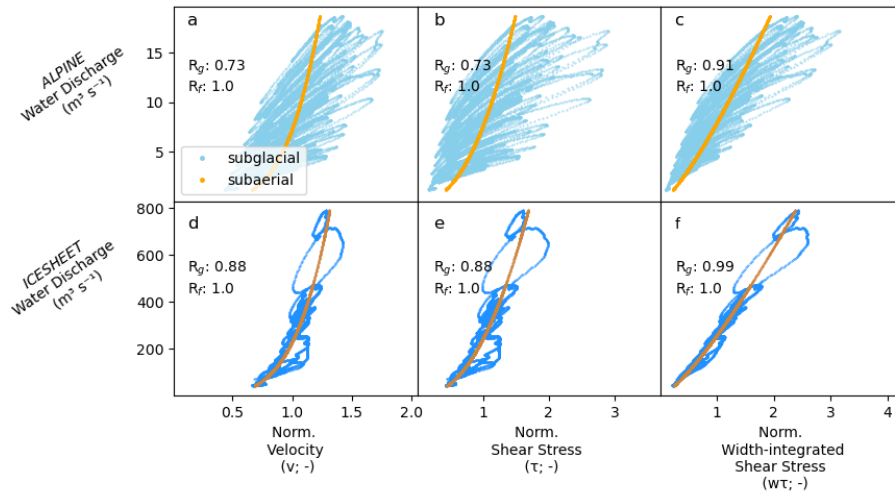 ALPINE
Water Discharge
(m³ s⁻¹)
15
10
5
a
R_g: 0.73
R_f: 1.0
subglacial
subaerial
b
R_g: 0.73
R_f: 1.0
c
R_g: 0.91
R_f: 1.0
ICESHEET
Water Discharge
(m³ s⁻¹)
800
600
400
200
d
R_g: 0.88
R_f: 1.0
e
R_g: 0.88
R_f: 1.0
f
R_g: 0.99
R_f: 1.0
0.5 1.0 1.5 2.0
Norm.
Velocity
(v; -)
1 2 3
Norm.
Shear Stress
(τ; -)
1 2 3 4
Norm.
Width-integrated
Shear Stress
(wτ; -)